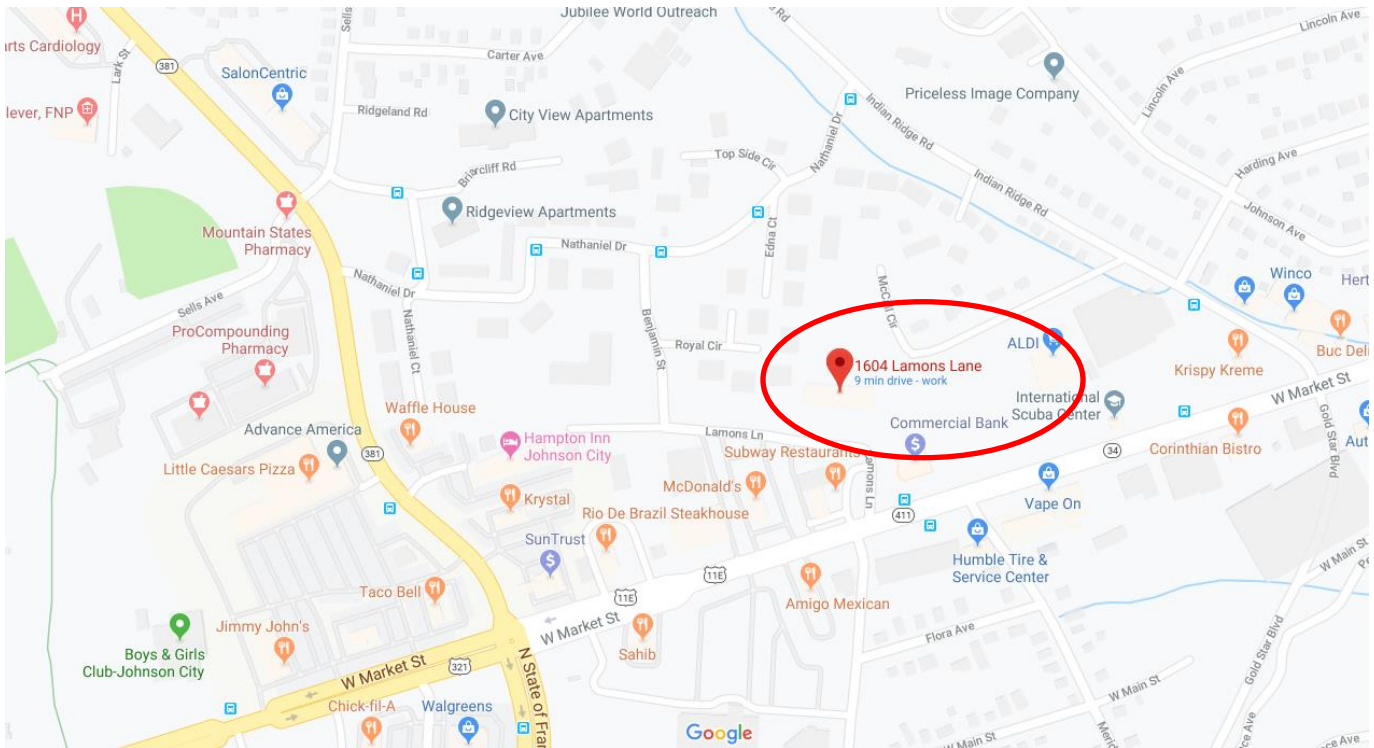 Jubilee World Outreach
Rd
Lincoln Ave
Sells
arts Cardiology
Lark St
381
Carter Ave
SalonCentric
Priceless Image Company
Lincoln Ave
lever, FNP
Ridgeland Rd
City View Apartments
Indian Ridge Rd
Nathaniel Dr
Top Side Cir
Briarcliff Rd
Harding Ave
Indian Ridge Rd
Ridgeview Apartments
Johnson Ave
Mountain States
Pharmacy
Edna Ct
Nathaniel Dr
Nathaniel Dr
Winco
Hert
McCall Cir
Sells Ave
ProCompounding
Pharmacy
Nathaniel Ct
Benjamin St
Royal Cir
ALDI
Buc Deli
1604 Lamons Lane
9 min drive - work
Krispy Kreme
W Market St
International
Scuba Center
Waffle House
Commercial Bank
Gold Star Blvd
Advance America
Hampton Inn
Johnson City
Lamons Ln
Aut
381
34
Subway Restaurants
Corinthian Bistro
Little Caesars Pizza
McDonald's
Lamons Ln
Krystal
Vape On
Rio De Brazil Steakhouse
411
SunTrust
$
$
Humble Tire &
Service Center
W Main St
11E
Taco Bell
11E
Amigo Mexican
Jimmy John's
W Market St
Flora Ave
Boys & Girls
Club-Johnson City
Sahib
Gold Star Blvd
W Market St
321
N State of Fran
W Main St
Chick-fil-A
Walgreens
Google
W Main St
Meri
ce Ave
ce Ave